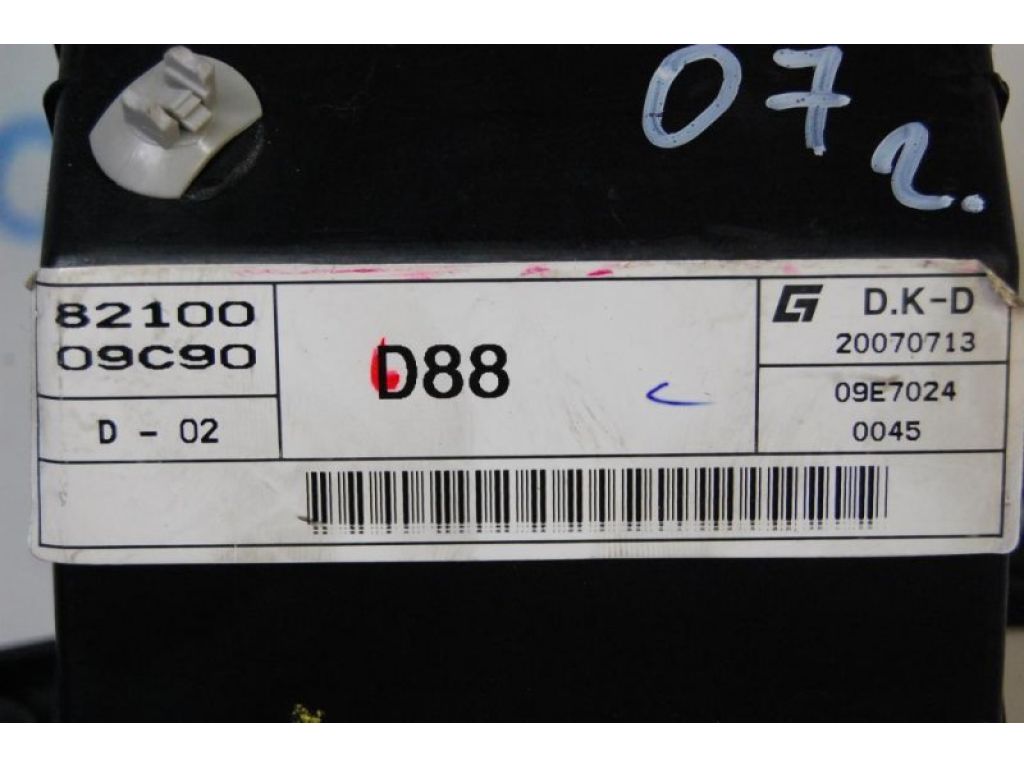 07г.
82100
09C90
D - 02
D88
G D.K-D
20070713
09E7024
0045